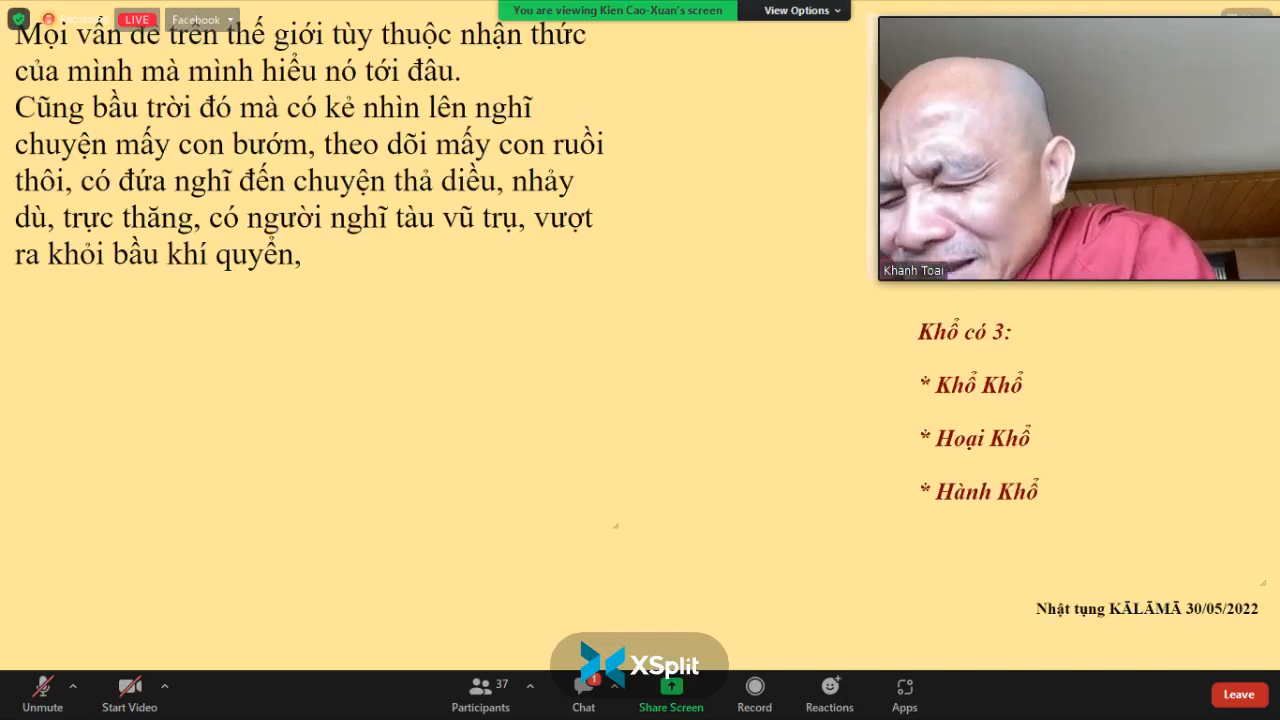 Recording
LIVE
Facebook
You are viewing Kien Cao-Xuan's screen
View Options
Mọi vấn đề trên thế giới tùy thuộc nhận thức
của mình mà mình hiểu nó tới đâu.
Cũng bầu trời đó mà có kẻ nhìn lên nghĩ
chuyện mấy con bướm, theo dõi mấy con ruồi
thôi, có đứa nghĩ đến chuyện thả diều, nhảy
dù, trực thăng, có người nghĩ tàu vũ trụ, vượt
ra khỏi bầu khí quyển,
Khanh Toai
Khổ có 3:
* Khổ Khổ
* Hoại Khổ
* Hành Khổ
Nhật tụng KĀLĀMĀ 30/05/2022
XSplit
Unmute
Start Video
37
Participants
1
Chat
Share Screen
Record
Reactions
Apps
Leave